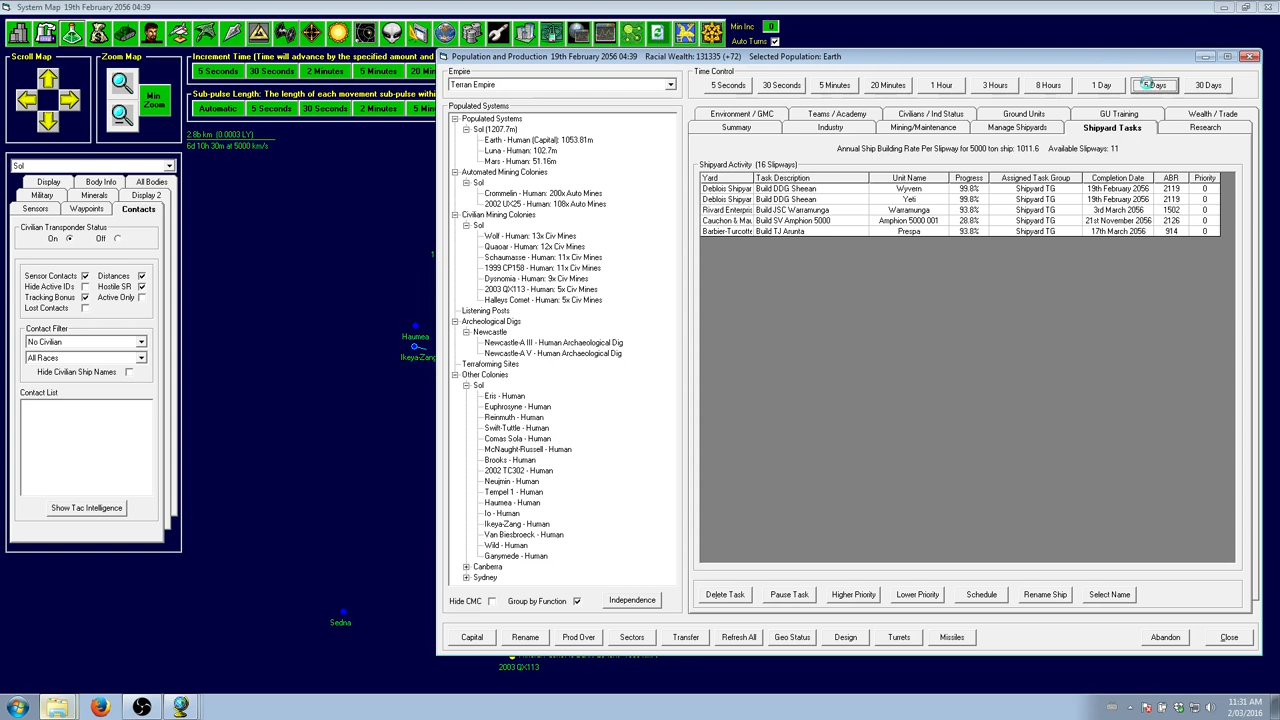 System Map 19th February 2056 04:39
Min Inc 0
Auto Turns
Scroll Map
Zoom Map
Min Zoom
Increment Time (Time will advance by the specified amount and
5 Seconds 30 Seconds 2 Minutes 5 Minutes 20 M
Sub-pulse Length: The length of each movement sub-pulse within
Automatic 5 Seconds 30 Seconds 2 Minutes 5 Minutes
2.8b km (0.0003 LY)
6d 10h 30m at 5000 km/s
Sol
Display Body Info All Bodies
Military Minerals Display 2
Sensors Waypoints Contacts
Civilian Transponder Status
On Off
Sensor Contacts Distances
Hide Active IDs Hostile SR
Tracking Bonus Active Only
Lost Contacts
Contact Filter
No Civilian
All Races
Hide Civilian Ship Names
Contact List
Show Tac Intelligence
Haumea
Ikeya-Zang
Sedna
2003 QX113
Population and Production 19th February 2056 04:39 Racial Wealth: 131335 (+72) Selected Population: Earth
Empire
Terran Empire
Time Control
5 Seconds 30 Seconds 5 Minutes 20 Minutes 1 Hour 3 Hours 8 Hours 1 Day 5 Days 30 Days
Populated Systems
Populated Systems
Sol (1207.7m)
Earth - Human (Capital): 1053.81m
Luna - Human: 102.7m
Mars - Human: 51.16m
Automated Mining Colonies
Sol
Crommelin - Human: 200x Auto Mines
2002 UX25 - Human: 108x Auto Mines
Civilian Mining Colonies
Sol
Wolf - Human: 13x Civ Mines
Quaoar - Human: 12x Civ Mines
Schaumasse - Human: 11x Civ Mines
1999 CP158 - Human: 11x Civ Mines
Dysnomia - Human: 9x Civ Mines
2003 QX113 - Human: 5x Civ Mines
Halleys Comet - Human: 5x Civ Mines
Listening Posts
Archeological Digs
Newcastle
Newcastle-A III - Human Archaeological Dig
Newcastle-A V - Human Archaeological Dig
Terraforming Sites
Other Colonies
Sol
Eris - Human
Euphrosyne - Human
Reinmuth - Human
Swift-Tuttle - Human
Comas Sola - Human
McNaught-Russell - Human
Brooks - Human
2002 TC302 - Human
Neujmin - Human
Tempel 1 - Human
Haumea - Human
Io - Human
Ikeya-Zang - Human
Van Biesbroeck - Human
Wild - Human
Ganymede - Human
Canberra
Sydney
Hide CMC Group by Function Independence
Environment / GMC Teams / Academy Civilians / Ind Status Ground Units GU Training Wealth / Trade
Summary Industry Mining/Maintenance Manage Shipyards Shipyard Tasks Research
Annual Ship Building Rate Per Slipway for 5000 ton ship: 1011.6 Available Slipways: 11
Shipyard Activity (16 Slipways)
Yard Task Description Unit Name Progress Assigned Task Group Completion Date ABR Priority
Deblois Shipyar Build DDG Sheean Wyvern 99.8% Shipyard TG 19th February 2056 2119 0
Deblois Shipyar Build DDG Sheean Yeti 99.8% Shipyard TG 19th February 2056 2119 0
Rivard Enterpris Build JSC Warramunga Warramunga 93.8% Shipyard TG 3rd March 2056 1502 0
Cauchon & Mau Build SV Amphion 5000 Amphion 5000 001 28.8% Shipyard TG 21st November 2056 2126 0
Barbier-Turcotte Build TJ Arunta Prespa 93.8% Shipyard TG 17th March 2056 914 0
Delete Task Pause Task Higher Priority Lower Priority Schedule Rename Ship Select Name
Capital Rename Prod Over Sectors Transfer Refresh All Geo Status Design Turrets Missiles Abandon Close
11:31 AM
2/03/2016